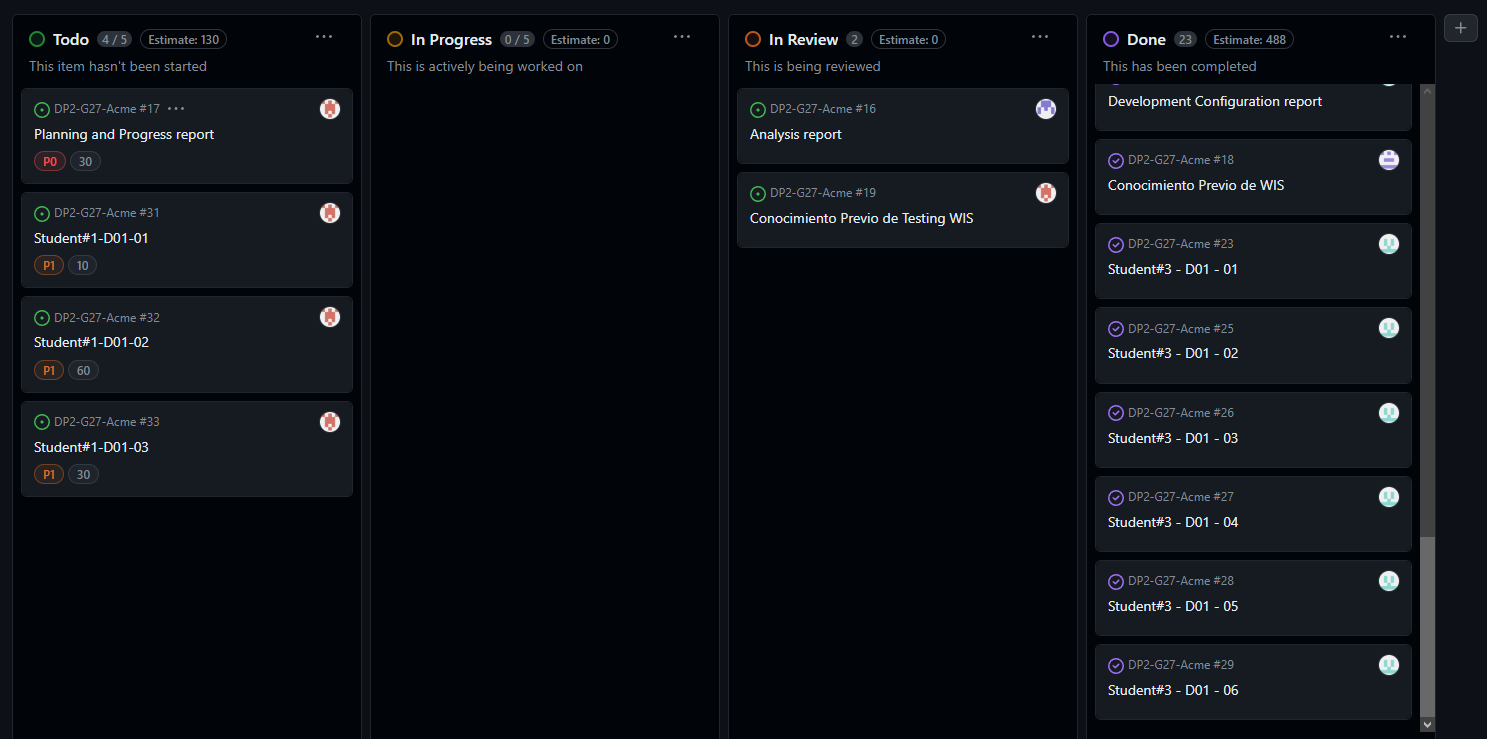 Todo 4 / 5 Estimate: 130
This item hasn't been started
DP2-G27-Acme #17
Planning and Progress report
P0 30
DP2-G27-Acme #31
Student#1-D01-01
P1 10
DP2-G27-Acme #32
Student#1-D01-02
P1 60
DP2-G27-Acme #33
Student#1-D01-03
P1 30
In Progress 0 / 5 Estimate: 0
This is actively being worked on
In Review 2 Estimate: 0
This is being reviewed
DP2-G27-Acme #16
Analysis report
DP2-G27-Acme #19
Conocimiento Previo de Testing WIS
Done 23 Estimate: 488
This has been completed
Development Configuration report
DP2-G27-Acme #18
Conocimiento Previo de WIS
DP2-G27-Acme #23
Student#3 - D01 - 01
DP2-G27-Acme #25
Student#3 - D01 - 02
DP2-G27-Acme #26
Student#3 - D01 - 03
DP2-G27-Acme #27
Student#3 - D01 - 04
DP2-G27-Acme #28
Student#3 - D01 - 05
DP2-G27-Acme #29
Student#3 - D01 - 06